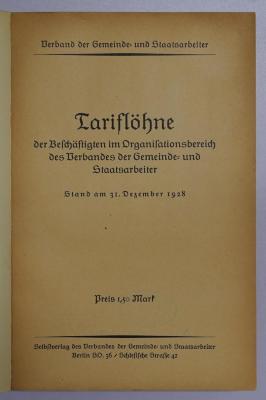 Verband der Gemeinde- und Staatsarbeiter
Tariflöhne
der Beschäftigten im Organisationsbereich
des Verbandes der Gemeinde- und
Staatsarbeiter
Stand am 31. Dezember 1928
Preis 1,50 Mark
Selbstverlag des Verbandes der Gemeinde- und Staatsarbeiter
Berlin SO. 36 / Schlesische Straße 42